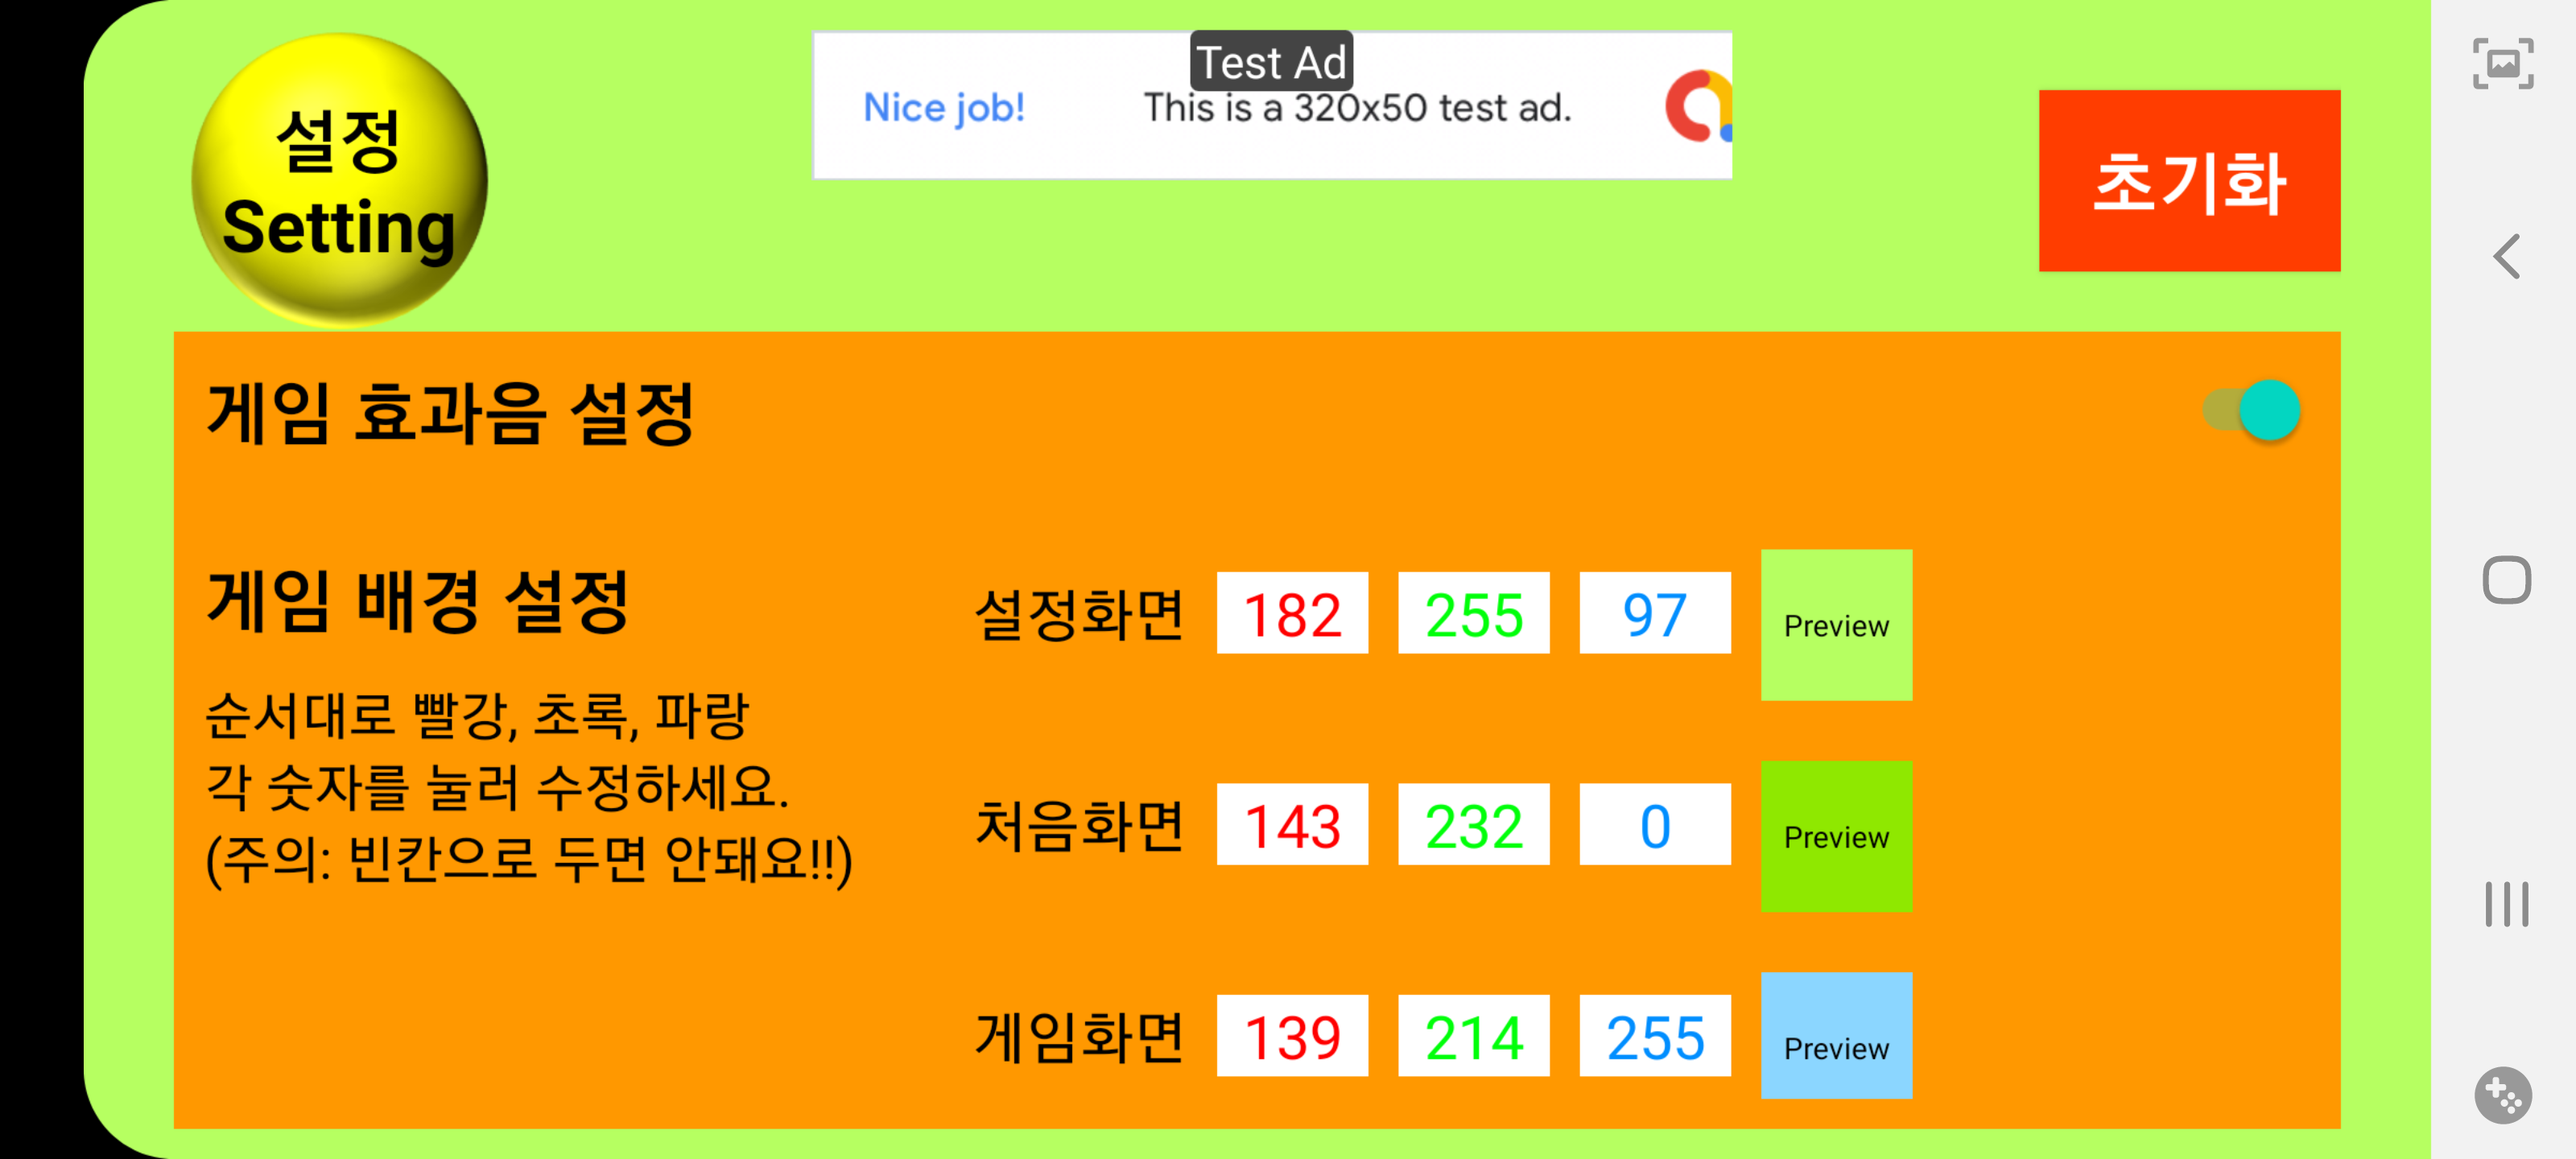 설정
Setting
Test Ad
Nice job!
This is a 320x50 test ad.
초기화
게임 효과음 설정
게임 배경 설정
순서대로 빨강, 초록, 파랑
각 숫자를 눌러 수정하세요.
(주의: 빈칸으로 두면 안돼요!!)
설정화면 182 255 97 Preview
처음화면 143 232 0 Preview
게임화면 139 214 255 Preview